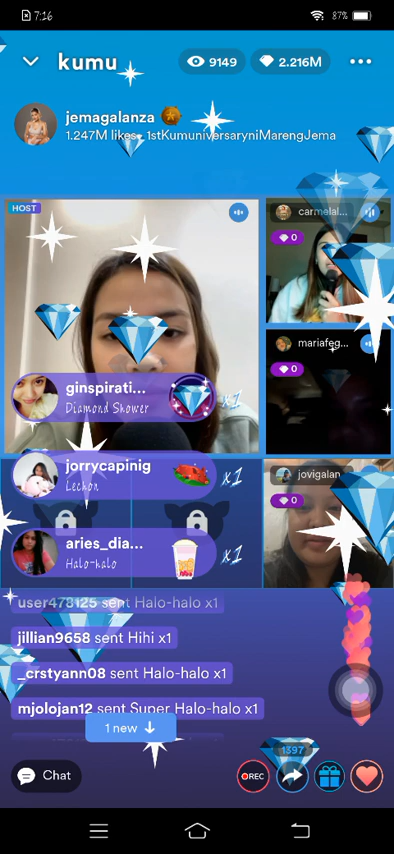 7:16
87%
kumu
9149
2.216M
jemagalanza
1.247M likes
1stKumuniversaryniMarengJema
HOST
carmelal...
0
mariafeg...
0
ginspirati...
Diamond Shower
x1
jorrycapinig
Lechon
x1
jovigalan
0
aries_dia...
Halo-halo
x1
user478125 sent Halo-halo x1
jillian9658 sent Hihi x1
_crstyann08 sent Halo-halo x1
mjolojan12 sent Super Halo-halo x1
1 new
Chat
REC
1397